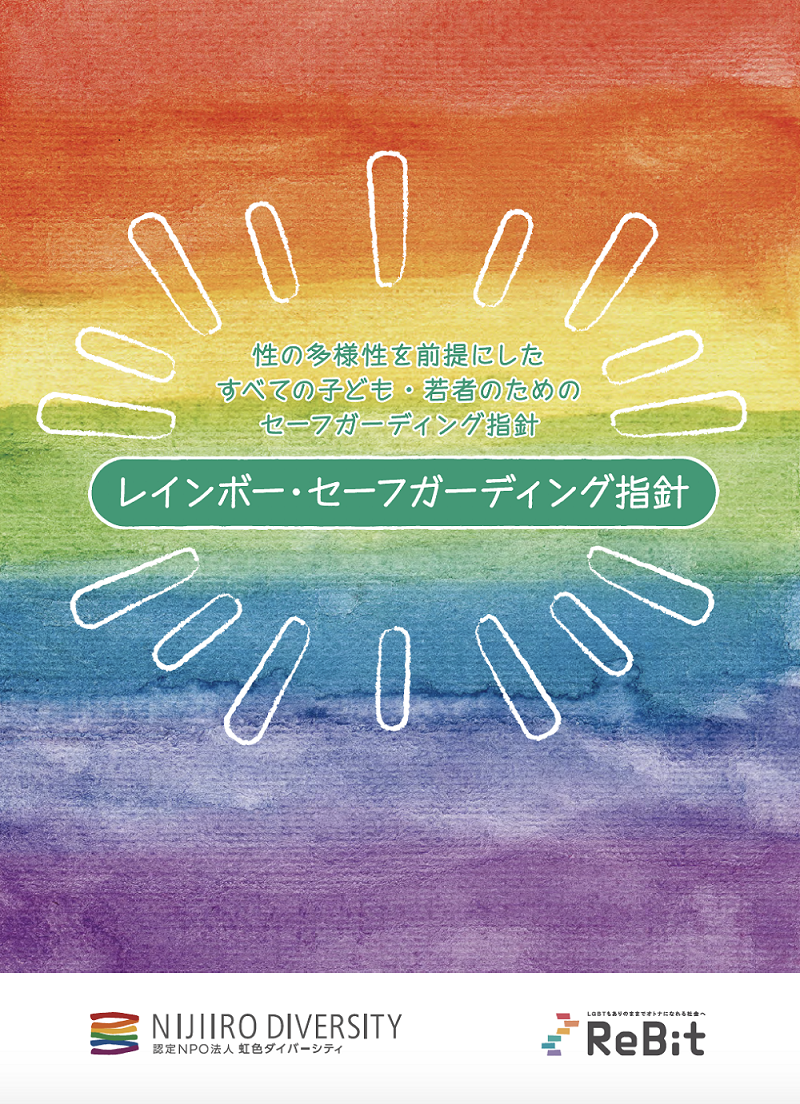 性の多様性を前提にした
すべての子ども・若者のための
セーフガーディング指針
レインボー・セーフガーディング指針
NIJIIRO DIVERSITY
認定NPO法人 虹色ダイバーシティ
LGBTもありのままでオトナになれる社会へ
ReBit